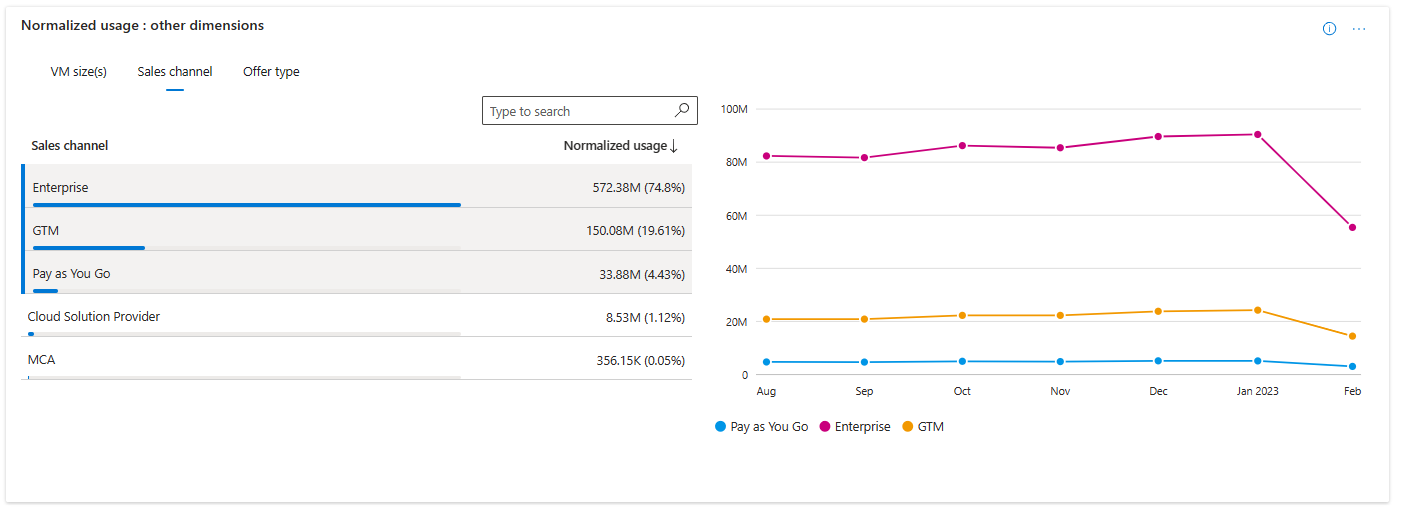 Normalized usage : other dimensions
VM size(s) Sales channel Offer type
Type to search
Sales channel Normalized usage↓
Enterprise 572.38M (74.8%)
GTM 150.08M (19.61%)
Pay as You Go 33.88M (4.43%)
Cloud Solution Provider 8.53M (1.12%)
MCA 356.15K (0.05%)
100M
80M
60M
40M
20M
0
Aug Sep Oct Nov Dec Jan 2023 Feb
Pay as You Go Enterprise GTM